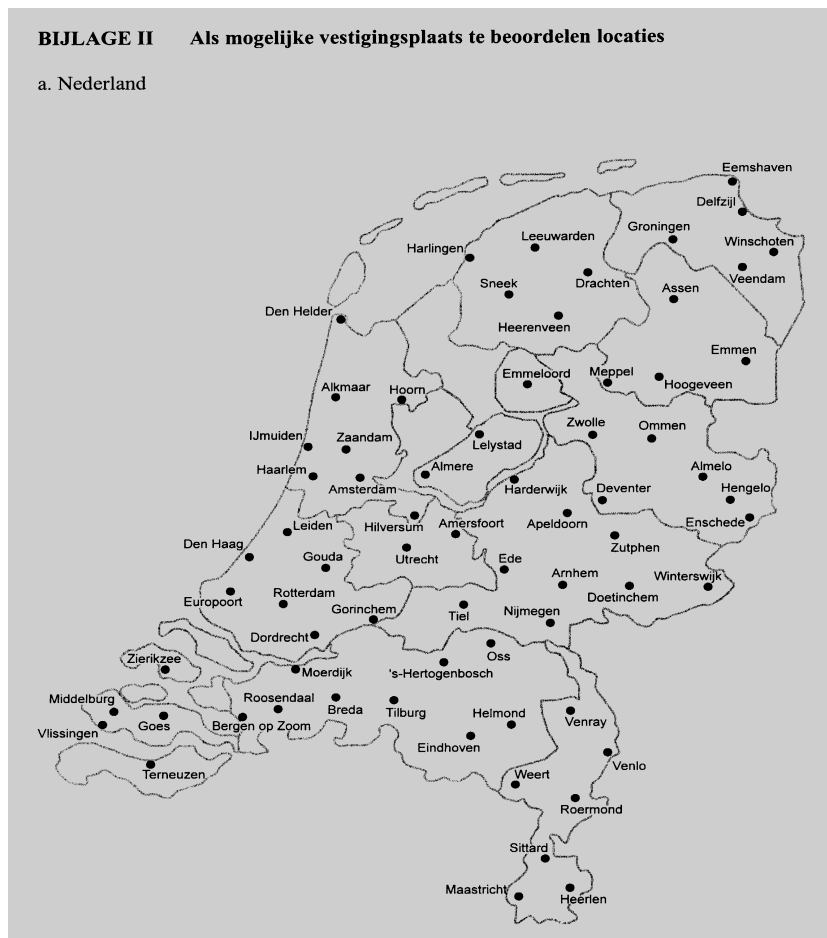 BIJLAGE II Als mogelijke vestigingsplaats te beoordelen locaties
a. Nederland
Eemshaven
Delfzijl
Groningen
Leeuwarden
Winschoten
Harlingen
Veendam
Sneek
Drachten
Assen
Den Helder
Heerenveen
Emmen
Emmeloord
Meppel
Hoogeveen
Alkmaar
Hoorn
Zwolle
Ommen
IJmuiden
Zaandam
Lelystad
Haarlem
Almere
Almelo
Amsterdam
Harderwijk
Deventer
Hengelo
Leiden
Hilversum
Amersfoort
Apeldoorn
Enschede
Den Haag
Gouda
Utrecht
Ede
Zutphen
Arnhem
Winterswijk
Europoort
Rotterdam
Gorinchem
Tiel
Nijmegen
Doetinchem
Dordrecht
Zierikzee
Moerdijk
's-Hertogenbosch
Oss
Middelburg
Roosendaal
Breda
Tilburg
Helmond
Venray
Vlissingen
Goes
Bergen op Zoom
Eindhoven
Terneuzen
Weert
Venlo
Roermond
Sittard
Maastricht
Heerlen